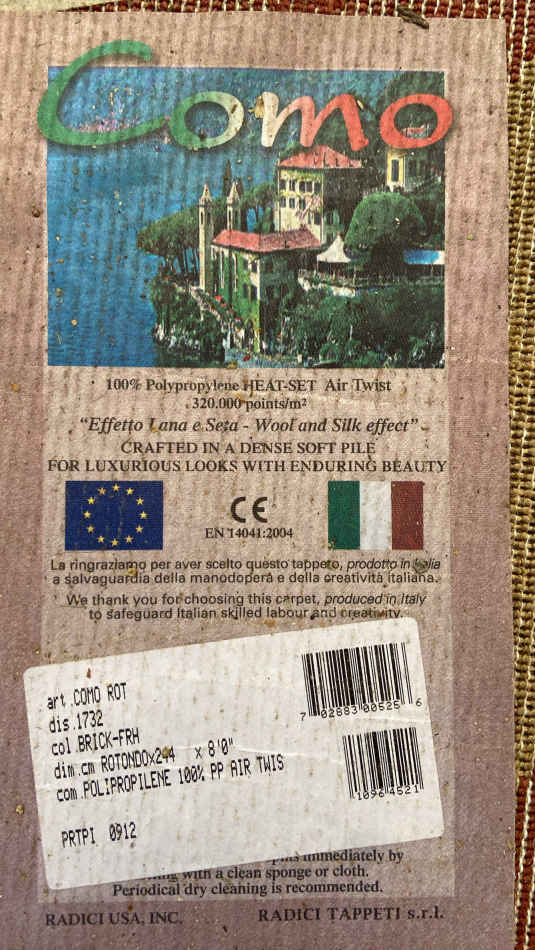 Como
100% Polypropylene HEAT-SET Air Twist
320.000 points/m²
“Effetto Lana e Seta - Wool and Silk effect”
CRAFTED IN A DENSE SOFT PILE
FOR LUXURIOUS LOOKS WITH ENDURING BEAUTY
CE
EN 14041:2004
La ringraziamo per aver scelto questo tappeto, prodotto in Italia
a salvaguardia della manodopera e della creatività italiana.
We thank you for choosing this carpet, produced in Italy
to safeguard Italian skilled labour and creativity.
art.COMO ROT
dis.1732
col.BRICK-FRH
dim.cm ROTONDOx244 x 8'0"
com.POLIPROPILENE 100% PP AIR TWIS
PRTPI 0912
7 02883 00525 6
10964521
immediately by
with a clean sponge or cloth.
Periodical dry cleaning is recommended.
RADICI USA, INC. RADICI TAPPETI s.r.l.